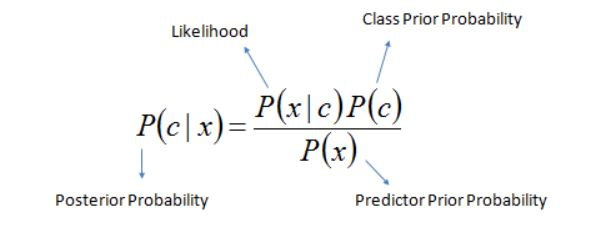 Likelihood
Class Prior Probability
P(c|x)=P(x|c)P(c)/P(x)
Posterior Probability
Predictor Prior Probability